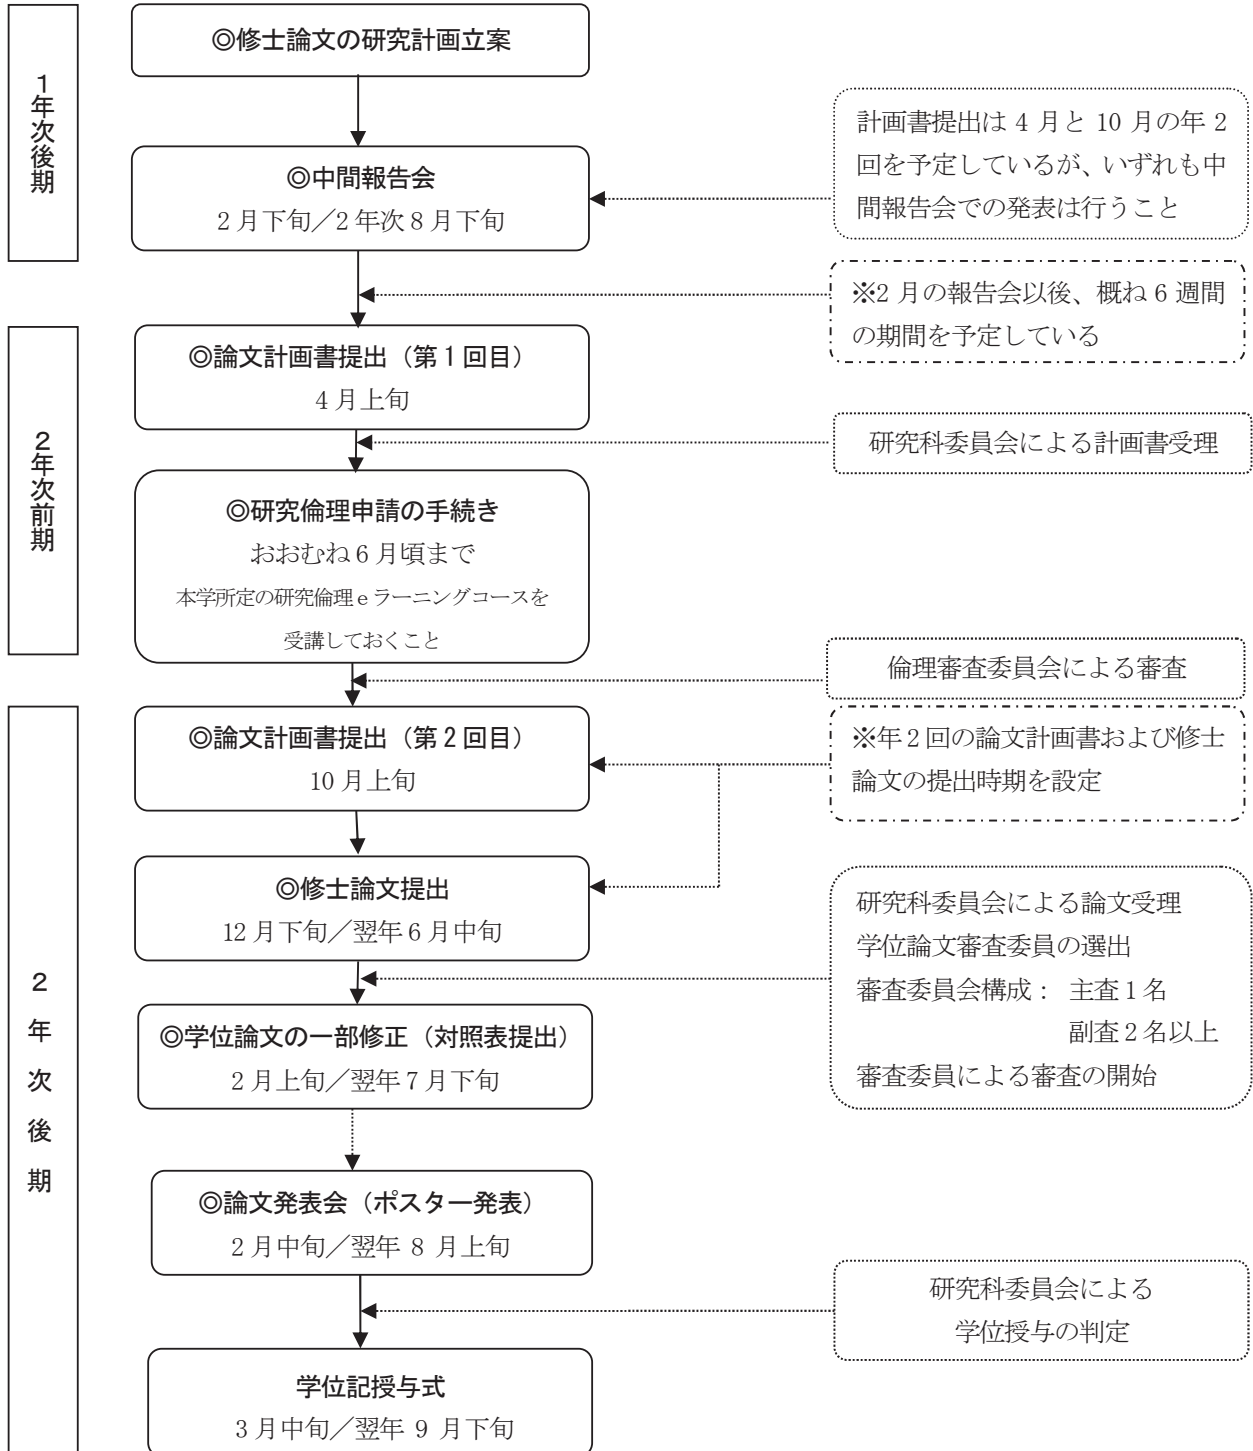 1年次後期
◎修士論文の研究計画立案
◎中間報告会
2月下旬／2年次8月下旬
計画書提出は4月と10月の年2
回を予定しているが、いずれも中
間報告会での発表は行うこと
※2月の報告会以後、概ね6週間
の期間を予定している
2年次前期
◎論文計画書提出（第1回目）
4月上旬
研究科委員会による計画書受理
◎研究倫理申請の手続き
おおむね6月頃まで
本学所定の研究倫理eラーニングコースを
受講しておくこと
倫理審査委員会による審査
2年次後期
◎論文計画書提出（第2回目）
10月上旬
※年2回の論文計画書および修士
論文の提出時期を設定
◎修士論文提出
12月下旬／翌年6月中旬
研究科委員会による論文受理
学位論文審査委員の選出
審査委員会構成： 主査1名
副査2名以上
審査委員による審査の開始
◎学位論文の一部修正（対照表提出）
2月上旬／翌年7月下旬
◎論文発表会（ポスター発表）
2月中旬／翌年 8 月上旬
研究科委員会による
学位授与の判定
学位記授与式
3月中旬／翌年 9 月下旬